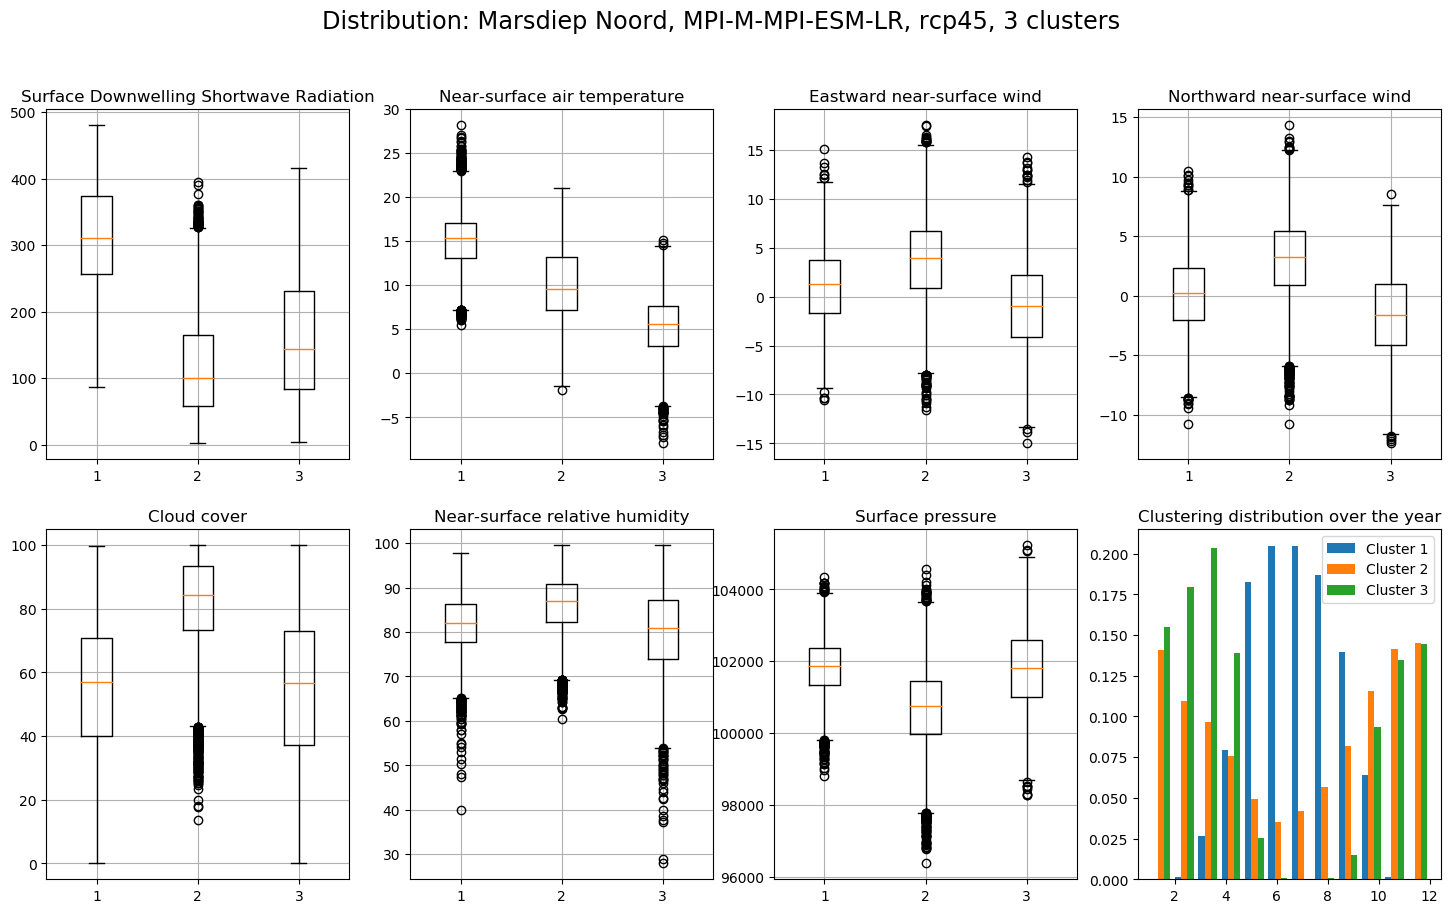 Distribution: Marsdiep Noord, MPI-M-MPI-ESM-LR, rcp45, 3 clusters
Surface Downwelling Shortwave Radiation
500
400
300
200
100
0
1 2 3
Near-surface air temperature
30
25
20
15
10
5
0
−5
1 2 3
Eastward near-surface wind
15
10
5
0
−5
−10
−15
1 2 3
Northward near-surface wind
15
10
5
0
−5
−10
1 2 3
Cloud cover
100
80
60
40
20
0
1 2 3
Near-surface relative humidity
100
90
80
70
60
50
40
30
1 2 3
Surface pressure
104000
102000
100000
98000
96000
1 2 3
Clustering distribution over the year
Cluster 1
Cluster 2
Cluster 3
0.200
0.175
0.150
0.125
0.100
0.075
0.050
0.025
0.000
2 4 6 8 10 12